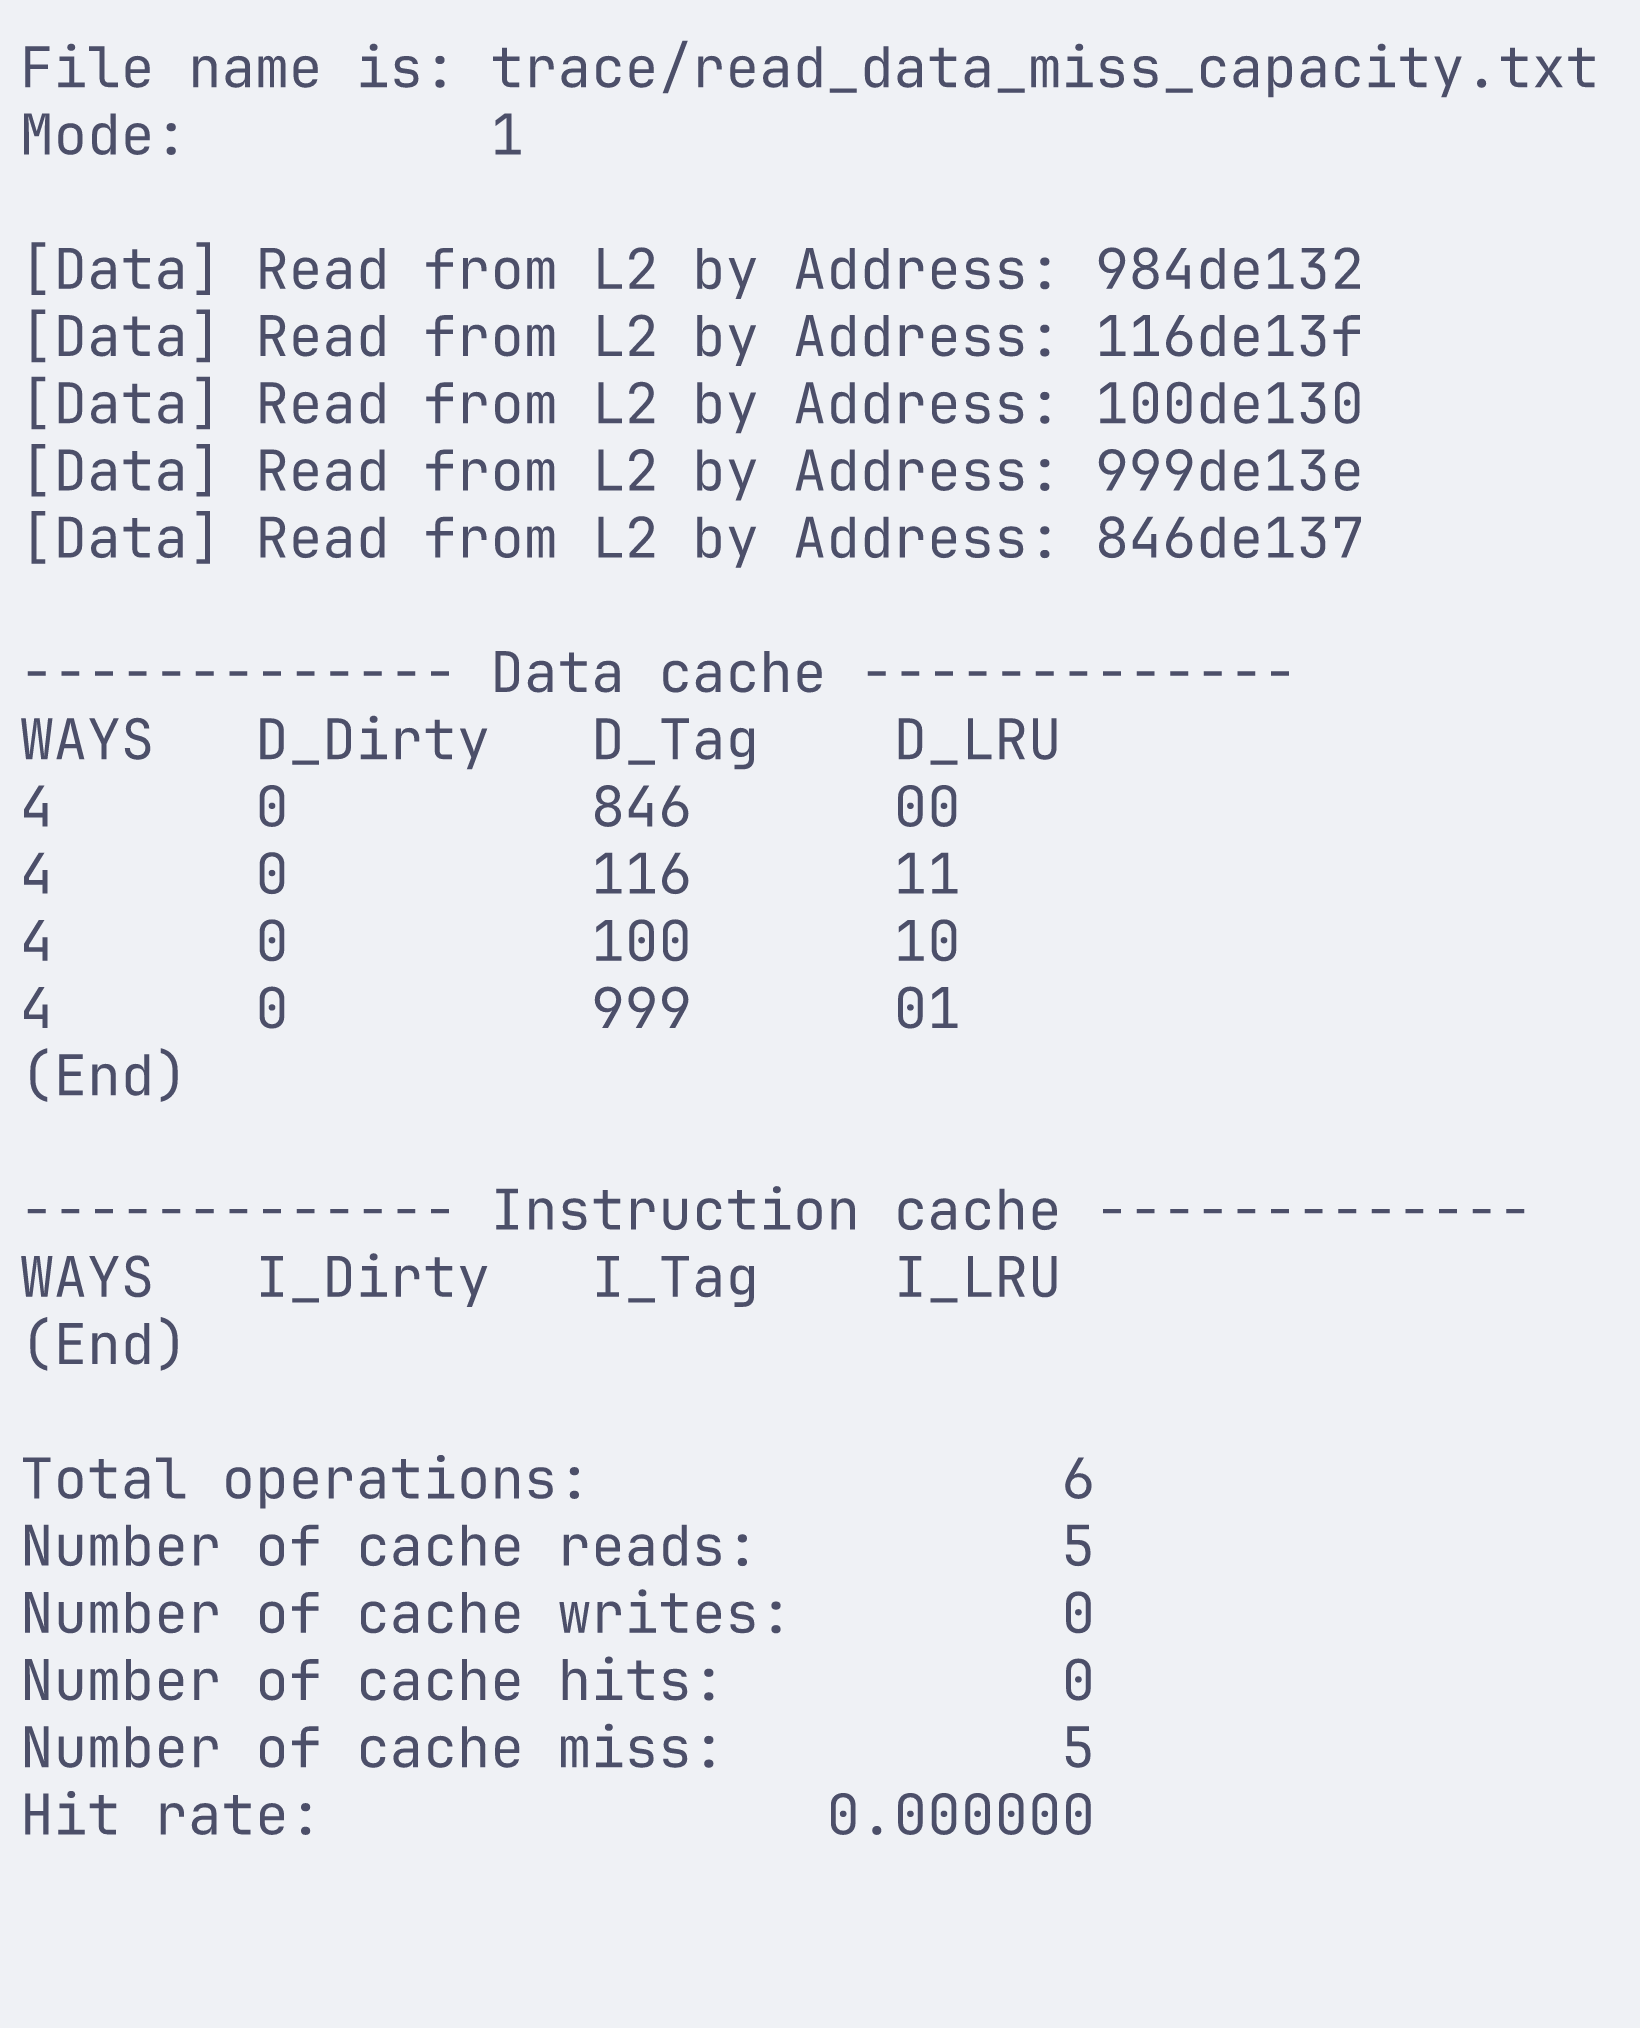 File name is: trace/read_data_miss_capacity.txt
Mode:         1
[Data] Read from L2 by Address: 984de132
[Data] Read from L2 by Address: 116de13f
[Data] Read from L2 by Address: 100de130
[Data] Read from L2 by Address: 999de13e
[Data] Read from L2 by Address: 846de137
------------- Data cache -------------
WAYS   D_Dirty   D_Tag    D_LRU
4      0         846      00
4      0         116      11
4      0         100      10
4      0         999      01
(End)
------------- Instruction cache -------------
WAYS   I_Dirty   I_Tag    I_LRU
(End)
Total operations:              6
Number of cache reads:         5
Number of cache writes:        0
Number of cache hits:          0
Number of cache miss:          5
Hit rate:               0.000000